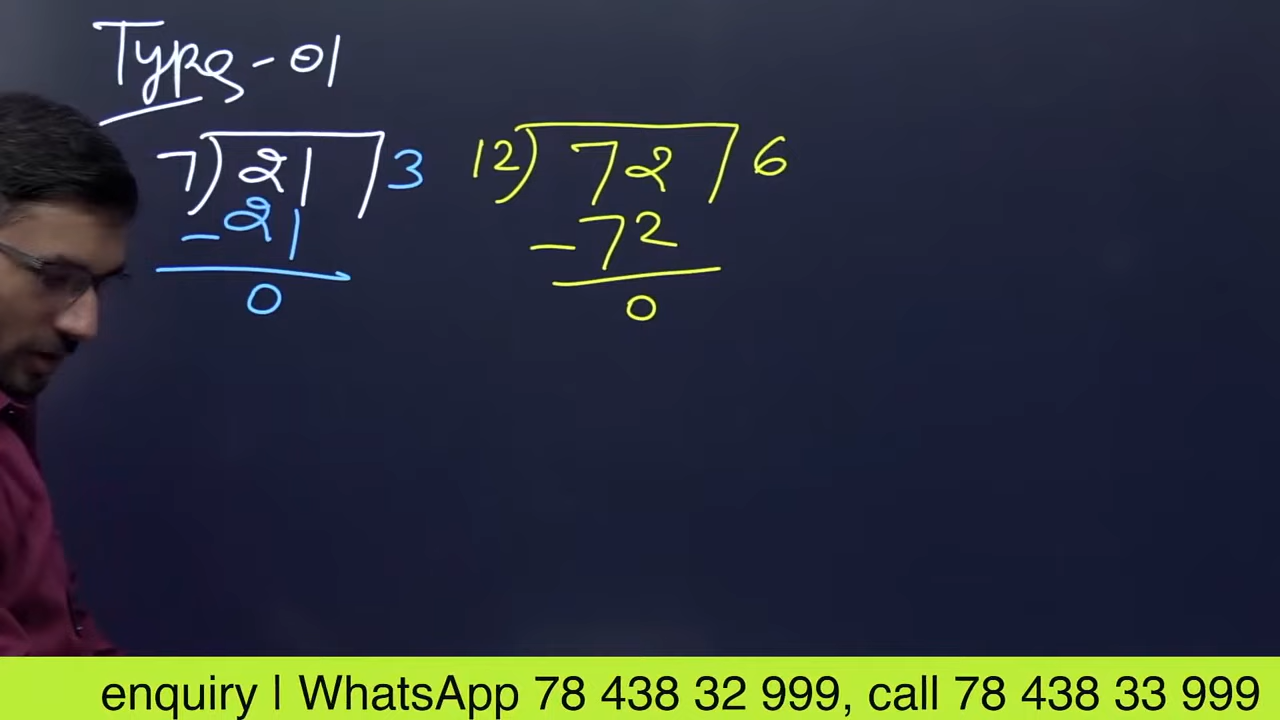 Type - 01
7) 21 / 3
- 21
0
12) 72 / 6
- 72
0
enquiry | WhatsApp 78 438 32 999, call 78 438 33 999